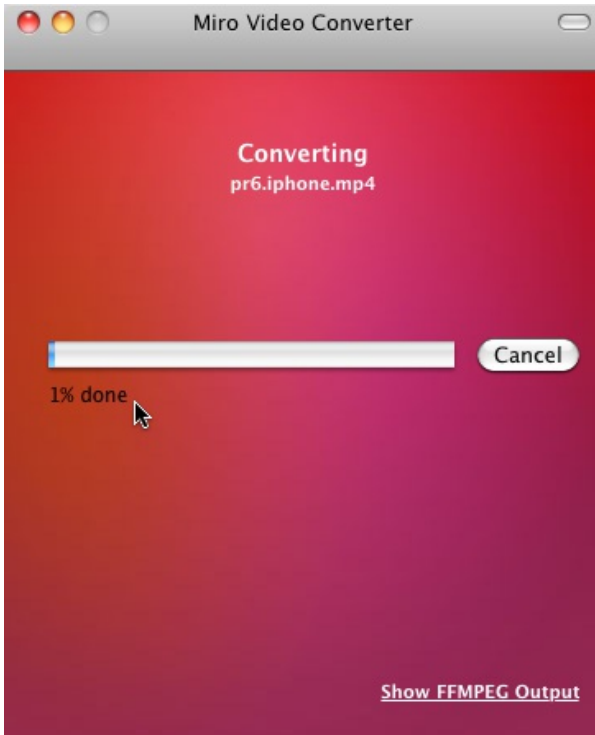 Miro Video Converter
Converting
pr6.iphone.mp4
Cancel
1% done
Show FFMPEG Output